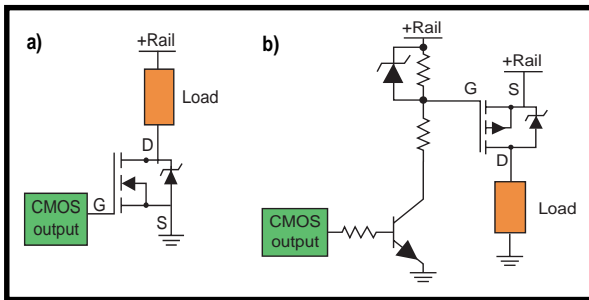 a)
+Rail
Load
D
G
CMOS
output
S
b)
+Rail
+Rail
G
S
D
Load
CMOS
output